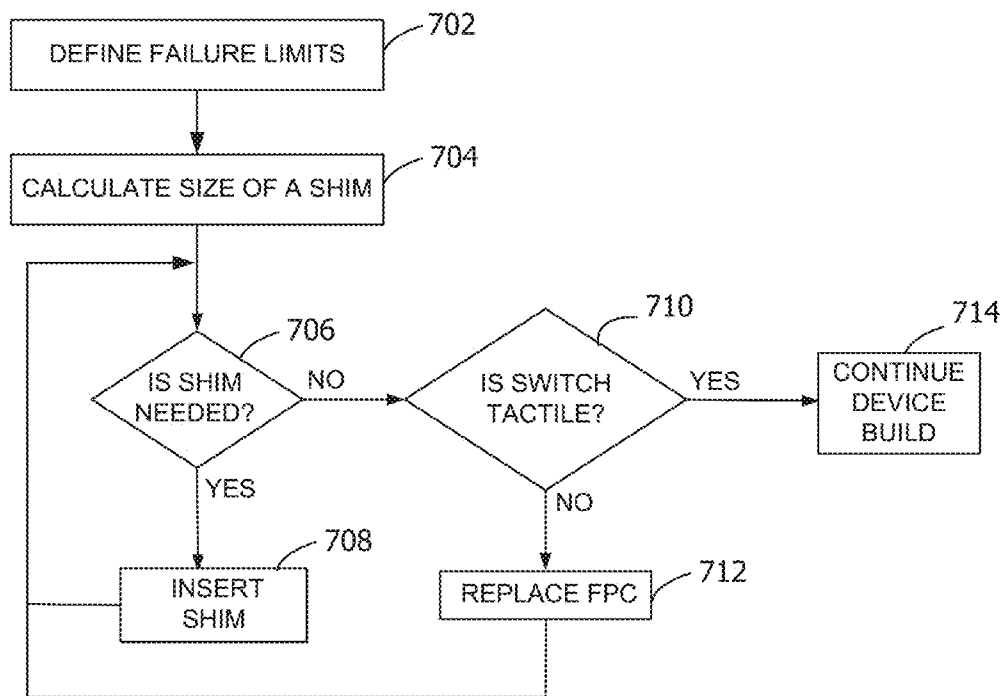 DEFINE FAILURE LIMITS
702
CALCULATE SIZE OF A SHIM
704
IS SHIM
NEEDED?
706
NO
YES
INSERT
SHIM
708
IS SWITCH
TACTILE?
710
YES
NO
REPLACE FPC
712
CONTINUE
DEVICE
BUILD
714